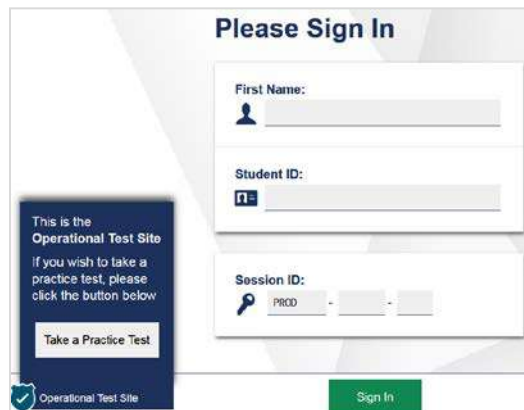 Please Sign In
First Name:
Student ID:
Session ID:
PROD - -
This is the
Operational Test Site
If you wish to take a
practice test, please
click the button below
Take a Practice Test
Operational Test Site
Sign In